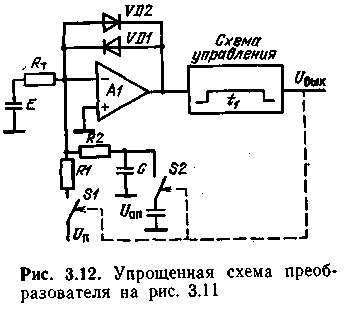 VD2
VD1
Схема
управления
Rт
E
A1
t1
Uвых
R2
R1
C
S2
S1
Uоп
Uп
Рис. 3.12. Упрощенная схема преоб-
разователя на рис. 3.11